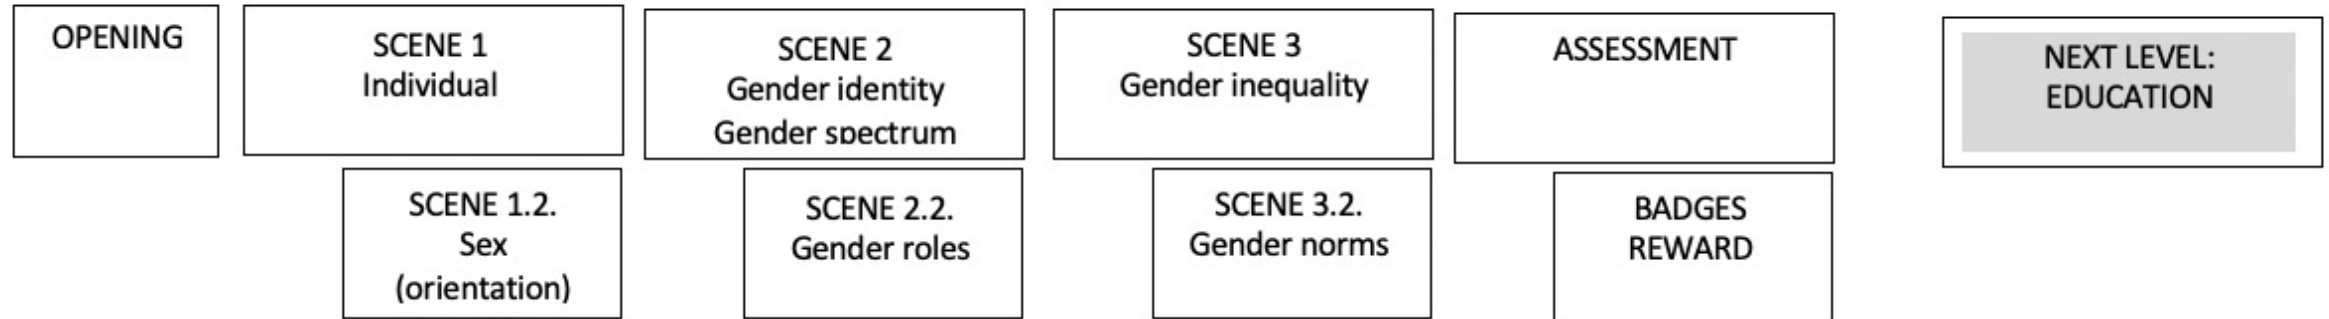 OPENING
SCENE 1
Individual
SCENE 2
Gender identity
Gender spectrum
SCENE 3
Gender inequality
ASSESSMENT
NEXT LEVEL:
EDUCATION
SCENE 1.2.
Sex
(orientation)
SCENE 2.2.
Gender roles
SCENE 3.2.
Gender norms
BADGES
REWARD